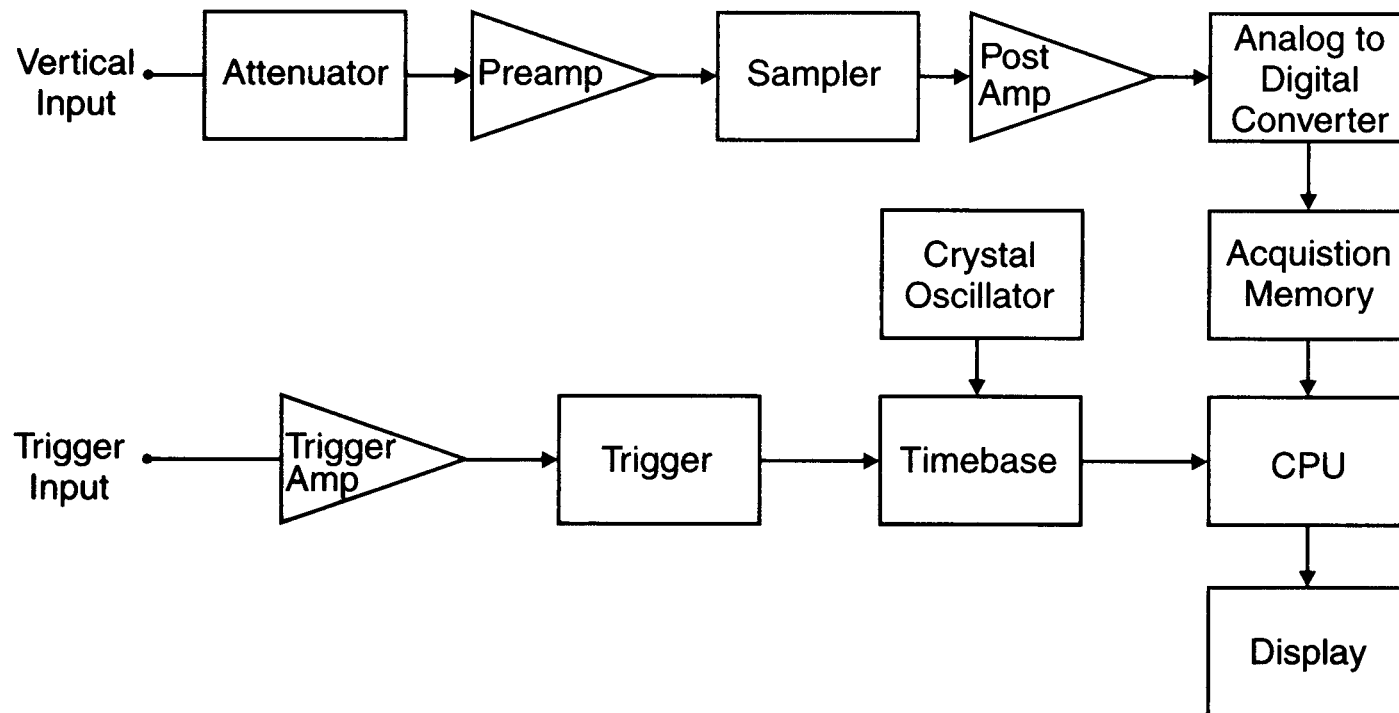 Vertical
Input
Attenuator
Preamp
Sampler
Post
Amp
Analog to
Digital
Converter
Crystal
Oscillator
Acquistion
Memory
Trigger
Input
Trigger
Amp
Trigger
Timebase
CPU
Display